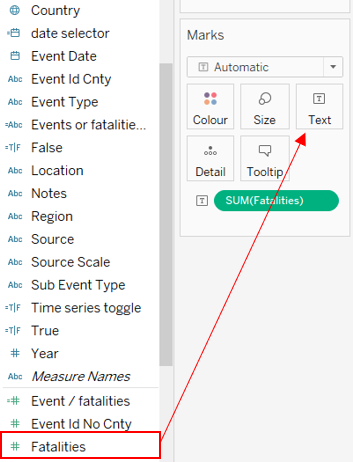 Country
date selector
Event Date
Abc Event Id Cnty
Abc Event Type
=Abc Events or fatalitie...
=T|F False
Abc Location
Abc Notes
Abc Region
Abc Source
Abc Source Scale
Abc Sub Event Type
=T|F Time series toggle
=T|F True
# Year
Abc Measure Names
=# Event / fatalities
# Event Id No Cnty
# Fatalities
Marks
T Automatic
Colour Size Text
Detail Tooltip
T SUM(Fatalities)